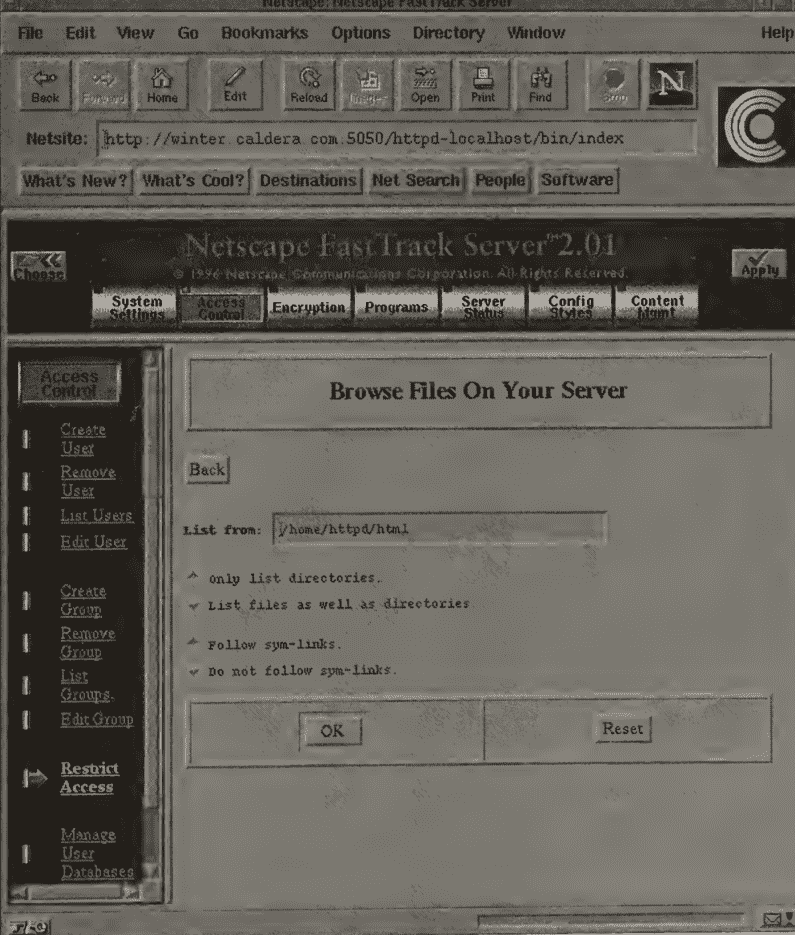 Netscape: Netscape FastTrack Server
File Edit View Go Bookmarks Options Directory Window Help
Back Forward Home Edit Reload Images Open Print Find Stop N
Netsite: http://winter.caldera.com:5050/httpd-localhost/bin/index
What's New? What's Cool? Destinations Net Search People Software
Netscape FastTrack Server™ 2.01
Choose
© 1996 Netscape Communications Corporation. All Rights Reserved.
Apply
System Settings
Access Control
Encryption
Programs
Server Status
Config Styles
Content Mgmt
Access
Control
Create
User
Remove
User
List Users
Edit User
Create
Group
Remove
Group
List
Groups.
Edit Group
Restrict
Access
Manage
User
Databases
Browse Files On Your Server
Back
List from: /home/httpd/html
Only list directories.
List files as well as directories
Follow sym-links.
Do not follow sym-links.
OK Reset